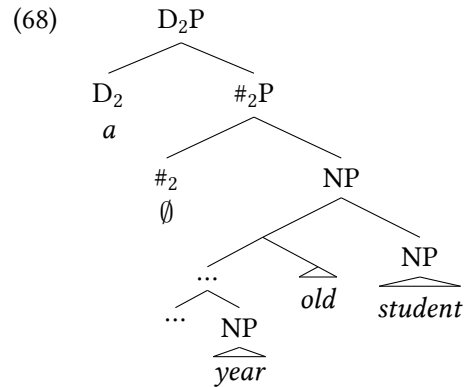 (68) D₂P
D₂ #₂P
a
#₂ NP
∅
... old NP
student
... NP
year